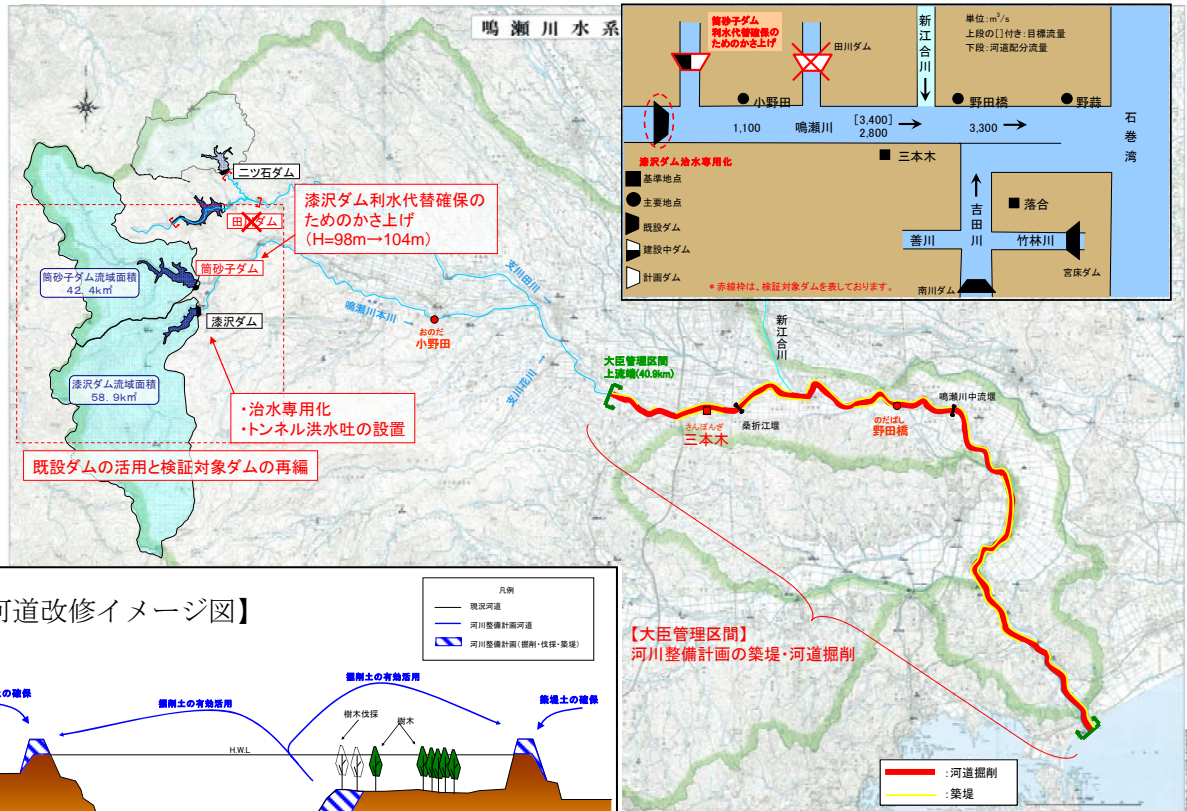 鳴瀬川水系
筒砂子ダム
利水代替確保の
ためのかさ上げ
田川ダム
新江合川
単位:m³/s
上段の[]付き:目標流量
下段:河道配分流量
小野田
野田橋
野蒜
1,100
鳴瀬川
[3,400]
2,800
3,300
石巻湾
漆沢ダム治水専用化
三本木
基準地点
主要地点
既設ダム
建設中ダム
計画ダム
吉田川
落合
善川
竹林川
宮床ダム
南川ダム
*赤線枠は、検証対象ダムを表しております。
二ツ石ダム
田川ダム
漆沢ダム利水代替確保の
ためのかさ上げ
(H=98m→104m)
筒砂子ダム
筒砂子ダム流域面積
42.4k㎡
漆沢ダム
漆沢ダム流域面積
58.9k㎡
・治水専用化
・トンネル洪水吐の設置
既設ダムの活用と検証対象ダムの再編
支川田川
鳴瀬川本川
おのだ
小野田
支川花川
大臣管理区間
上流端(40.9km)
新江合川
さんぼんぎ
三本木
桑折江堰
のだばし
野田橋
鳴瀬川中流堰
【大臣管理区間】
河川整備計画の築堤・河道掘削
:河道掘削
:築堤
河道改修イメージ図】
凡例
現況河道
河川整備計画河道
河川整備計画(掘削・伐採・築堤)
土の確保
掘削土の有効活用
掘削土の有効活用
築堤土の確保
樹木伐採
樹木
H.W.L